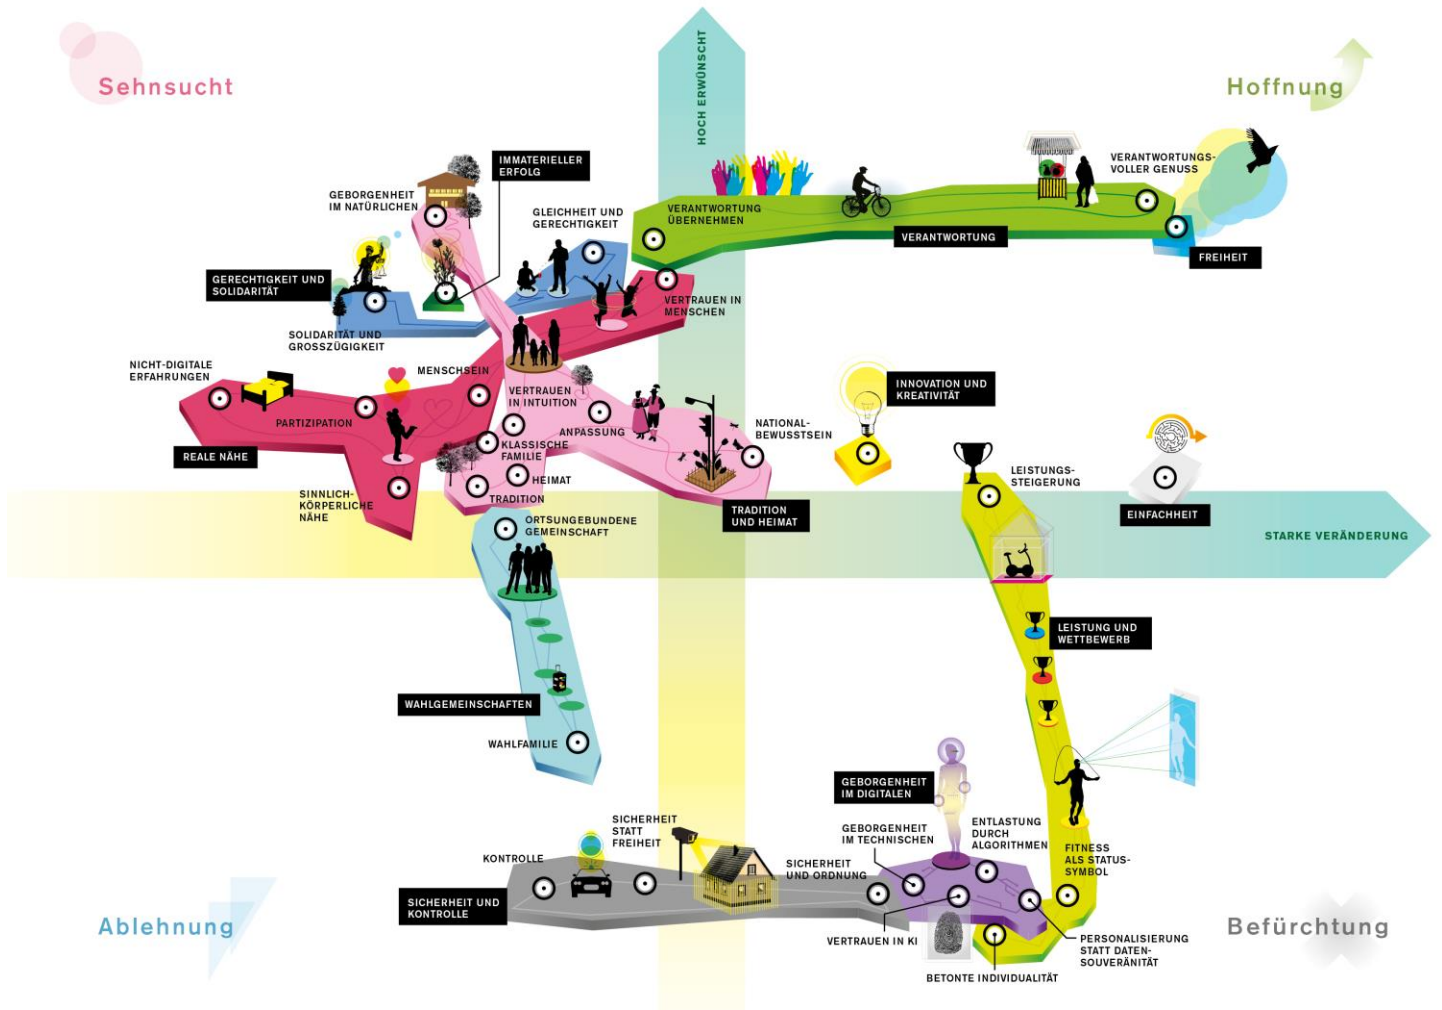 Sehnsucht
HOCH ERWÜNSCHT
Hoffnung
IMMATERIELLER
ERFOLG
GEBORGENHEIT
IM NATÜRLICHEN
GLEICHHEIT UND
GERECHTIGKEIT
VERANTWORTUNG
ÜBERNEHMEN
VERANTWORTUNGS-
VOLLER GENUSS
VERANTWORTUNG
FREIHEIT
GERECHTIGKEIT UND
SOLIDARITÄT
VERTRAUEN IN
MENSCHEN
SOLIDARITÄT UND
GROSSZÜGIGKEIT
NICHT-DIGITALE
ERFAHRUNGEN
MENSCHSEIN
VERTRAUEN
IN INTUITION
PARTIZIPATION
ANPASSUNG
NATIONAL-
BEWUSSTSEIN
INNOVATION UND
KREATIVITÄT
REALE NÄHE
KLASSISCHE
FAMILIE
HEIMAT
TRADITION
SINNLICH-
KÖRPERLICHE
NÄHE
TRADITION
UND HEIMAT
LEISTUNGS-
STEIGERUNG
EINFACHHEIT
ORTSUNGEBUNDENE
GEMEINSCHAFT
STARKE VERÄNDERUNG
LEISTUNG UND
WETTBEWERB
WAHLGEMEINSCHAFTEN
WAHLFAMILIE
GEBORGENHEIT
IM DIGITALEN
SICHERHEIT
STATT
FREIHEIT
GEBORGENHEIT
IM TECHNISCHEN
ENTLASTUNG
DURCH
ALGORITHMEN
KONTROLLE
SICHERHEIT
UND ORDNUNG
FITNESS
ALS STATUS-
SYMBOL
SICHERHEIT UND
KONTROLLE
Ablehnung
VERTRAUEN IN KI
PERSONALISIERUNG
STATT DATEN-
SOUVERÄNITÄT
BETONTE INDIVIDUALITÄT
Befürchtung